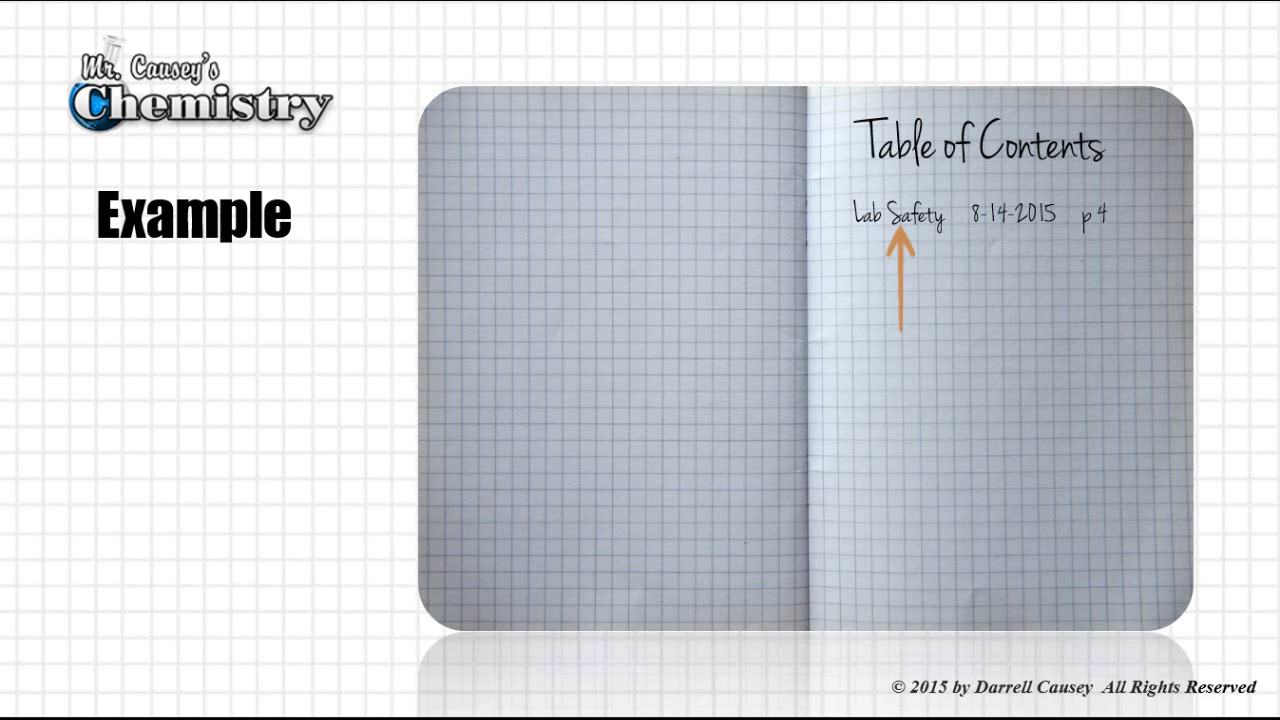 Mr. Causey's
Chemistry
Example
Table of Contents
Lab Safety 8-14-2015 p 4
© 2015 by Darrell Causey All Rights Reserved